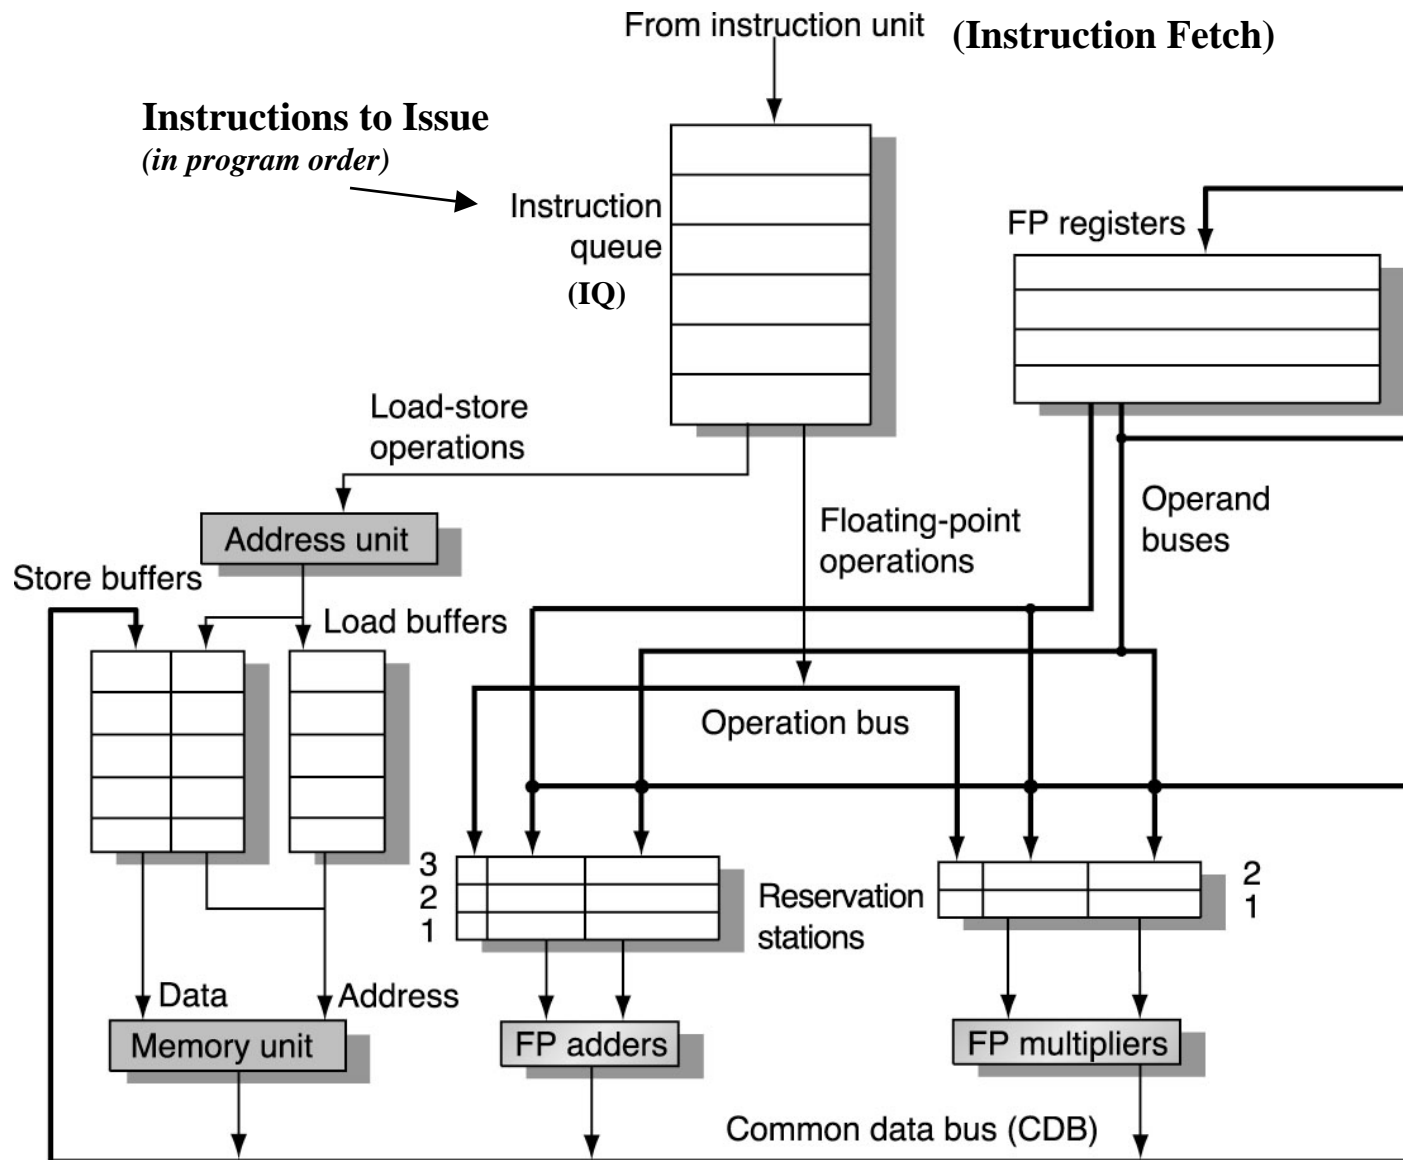 From instruction unit (Instruction Fetch)
Instructions to Issue
(in program order)
Instruction
queue
(IQ)
FP registers
Load-store
operations
Address unit
Floating-point
operations
Operand
buses
Store buffers
Load buffers
Operation bus
3
2
1
Reservation
stations
2
1
Data
Address
Memory unit
FP adders
FP multipliers
Common data bus (CDB)